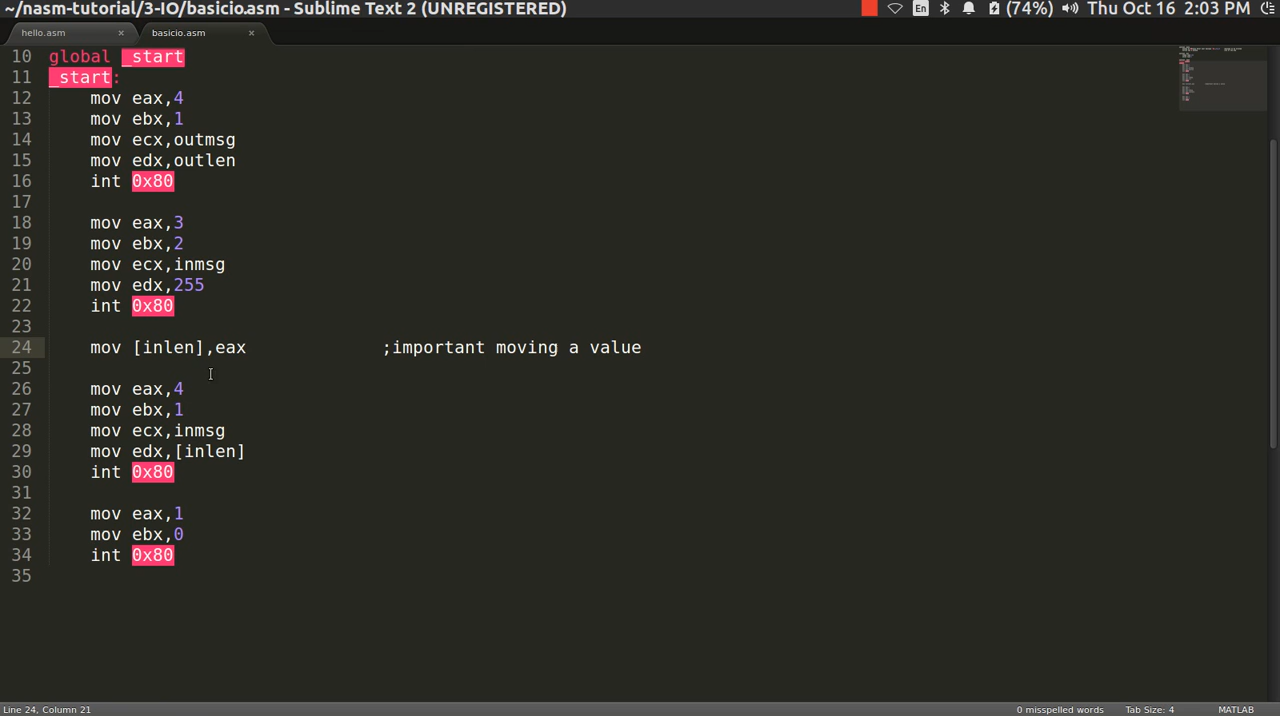 ~/nasm-tutorial/3-IO/basicio.asm - Sublime Text 2 (UNREGISTERED) En (74%) Thu Oct 16 2:03 PM
hello.asm × basicio.asm ×
10 global _start
11 _start:
12 mov eax,4
13 mov ebx,1
14 mov ecx,outmsg
15 mov edx,outlen
16 int 0x80
17
18 mov eax,3
19 mov ebx,2
20 mov ecx,inmsg
21 mov edx,255
22 int 0x80
23
24 mov [inlen],eax ;important moving a value
25
26 mov eax,4
27 mov ebx,1
28 mov ecx,inmsg
29 mov edx,[inlen]
30 int 0x80
31
32 mov eax,1
33 mov ebx,0
34 int 0x80
35
Line 24, Column 21 0 misspelled words Tab Size: 4 MATLAB